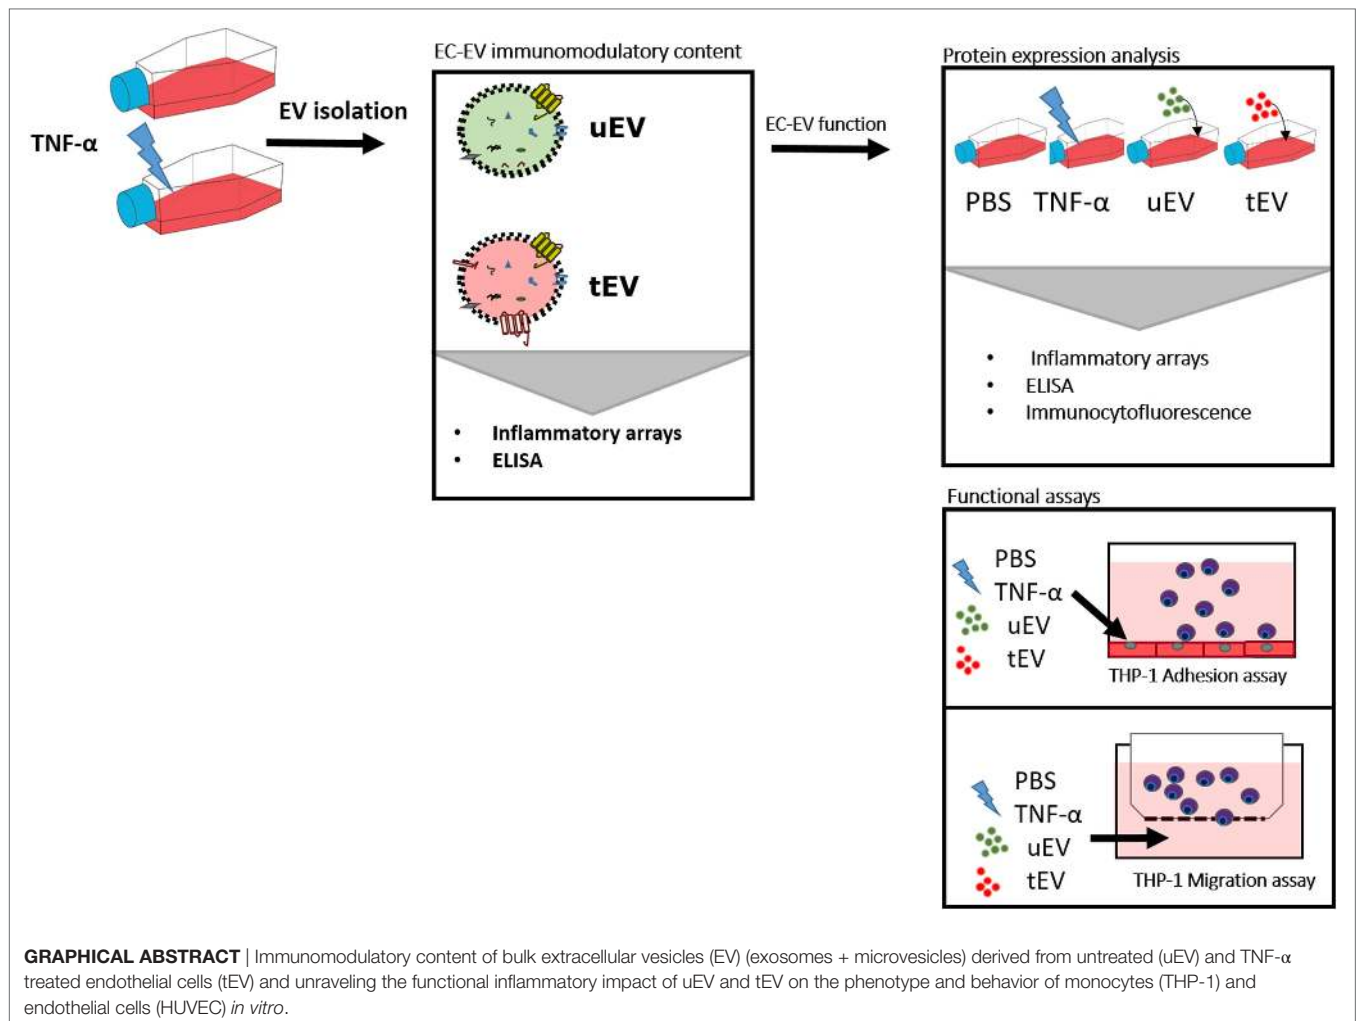 TNF-α
EV isolation
EC-EV immunomodulatory content
uEV
tEV
• Inflammatory arrays
• ELISA
EC-EV function
Protein expression analysis
PBS TNF-α uEV tEV
• Inflammatory arrays
• ELISA
• Immunocytofluorescence
Functional assays
PBS
TNF-α
uEV
tEV
THP-1 Adhesion assay
PBS
TNF-α
uEV
tEV
THP-1 Migration assay
GRAPHICAL ABSTRACT | Immunomodulatory content of bulk extracellular vesicles (EV) (exosomes + microvesicles) derived from untreated (uEV) and TNF-α
treated endothelial cells (tEV) and unraveling the functional inflammatory impact of uEV and tEV on the phenotype and behavior of monocytes (THP-1) and
endothelial cells (HUVEC) in vitro.